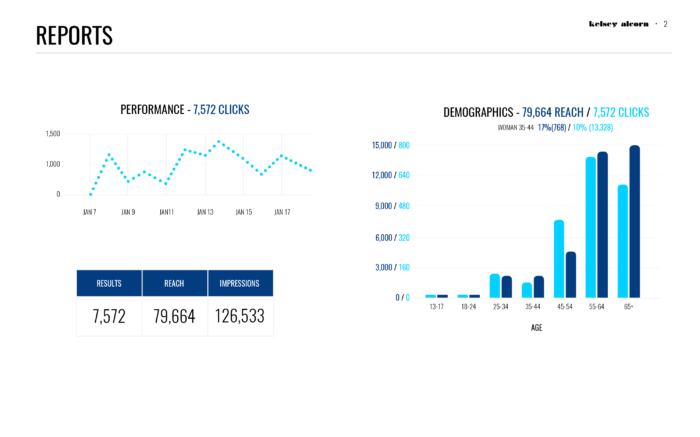 REPORTS
kelsey alcorn • 2
PERFORMANCE - 7,572 CLICKS
1,500
1,000
0
JAN 7 JAN 9 JAN11 JAN 13 JAN 15 JAN 17
RESULTS REACH IMPRESSIONS
7,572 79,664 126,533
DEMOGRAPHICS - 79,664 REACH / 7,572 CLICKS
WOMAN 35-44 17%(768) / 10% (13,328)
15,000 / 800
12,000 / 640
9,000 / 480
6,000 / 320
3,000 / 160
0 / 0
13-17 18-24 25-34 35-44 45-54 55-64 65+
AGE